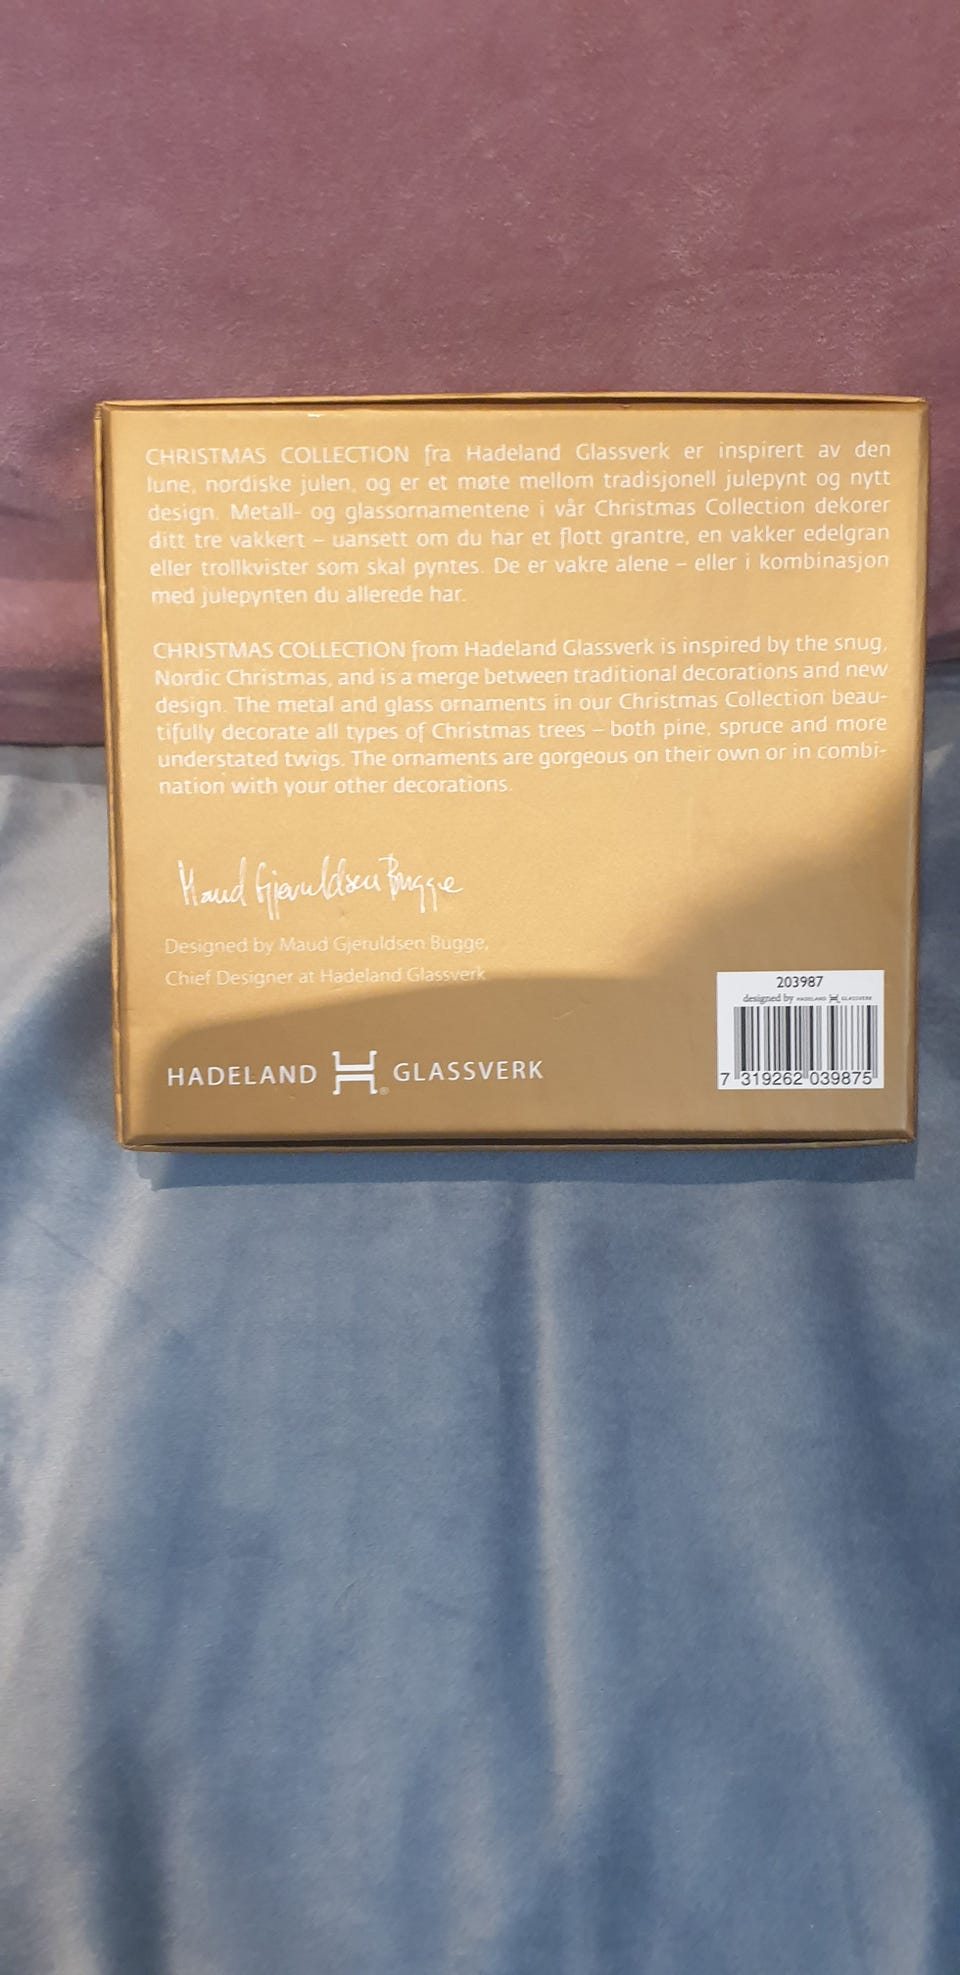 CHRISTMAS COLLECTION fra Hadeland Glassverk er inspirert av den
lune, nordiske julen, og er et møte mellom tradisjonell julepynt og nytt
design. Metall- og glassornamentene i vår Christmas Collection dekorer
ditt tre vakkert – uansett om du har et flott grantre, en vakker edelgran
eller trollkvister som skal pyntes. De er vakre alene – eller i kombinasjon
med julepynten du allerede har.
CHRISTMAS COLLECTION from Hadeland Glassverk is inspired by the snug,
Nordic Christmas, and is a merge between traditional decorations and new
design. The metal and glass ornaments in our Christmas Collection beau-
tifully decorate all types of Christmas trees – both pine, spruce and more
understated twigs. The ornaments are gorgeous on their own or in combi-
nation with your other decorations.
Maud Gjeruldsen Bugge
Designed by Maud Gjeruldsen Bugge,
Chief Designer at Hadeland Glassverk
HADELAND GLASSVERK ®
203987
designed by HADELAND GLASSVERK
7 319262 039875